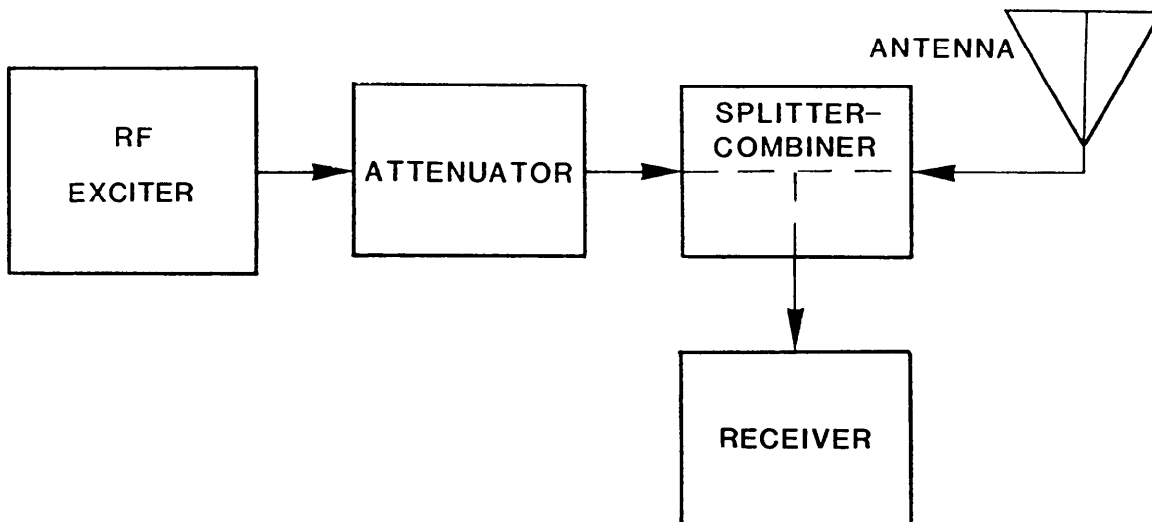 ANTENNA
RF
EXCITER
ATTENUATOR
SPLITTER–
COMBINER
RECEIVER